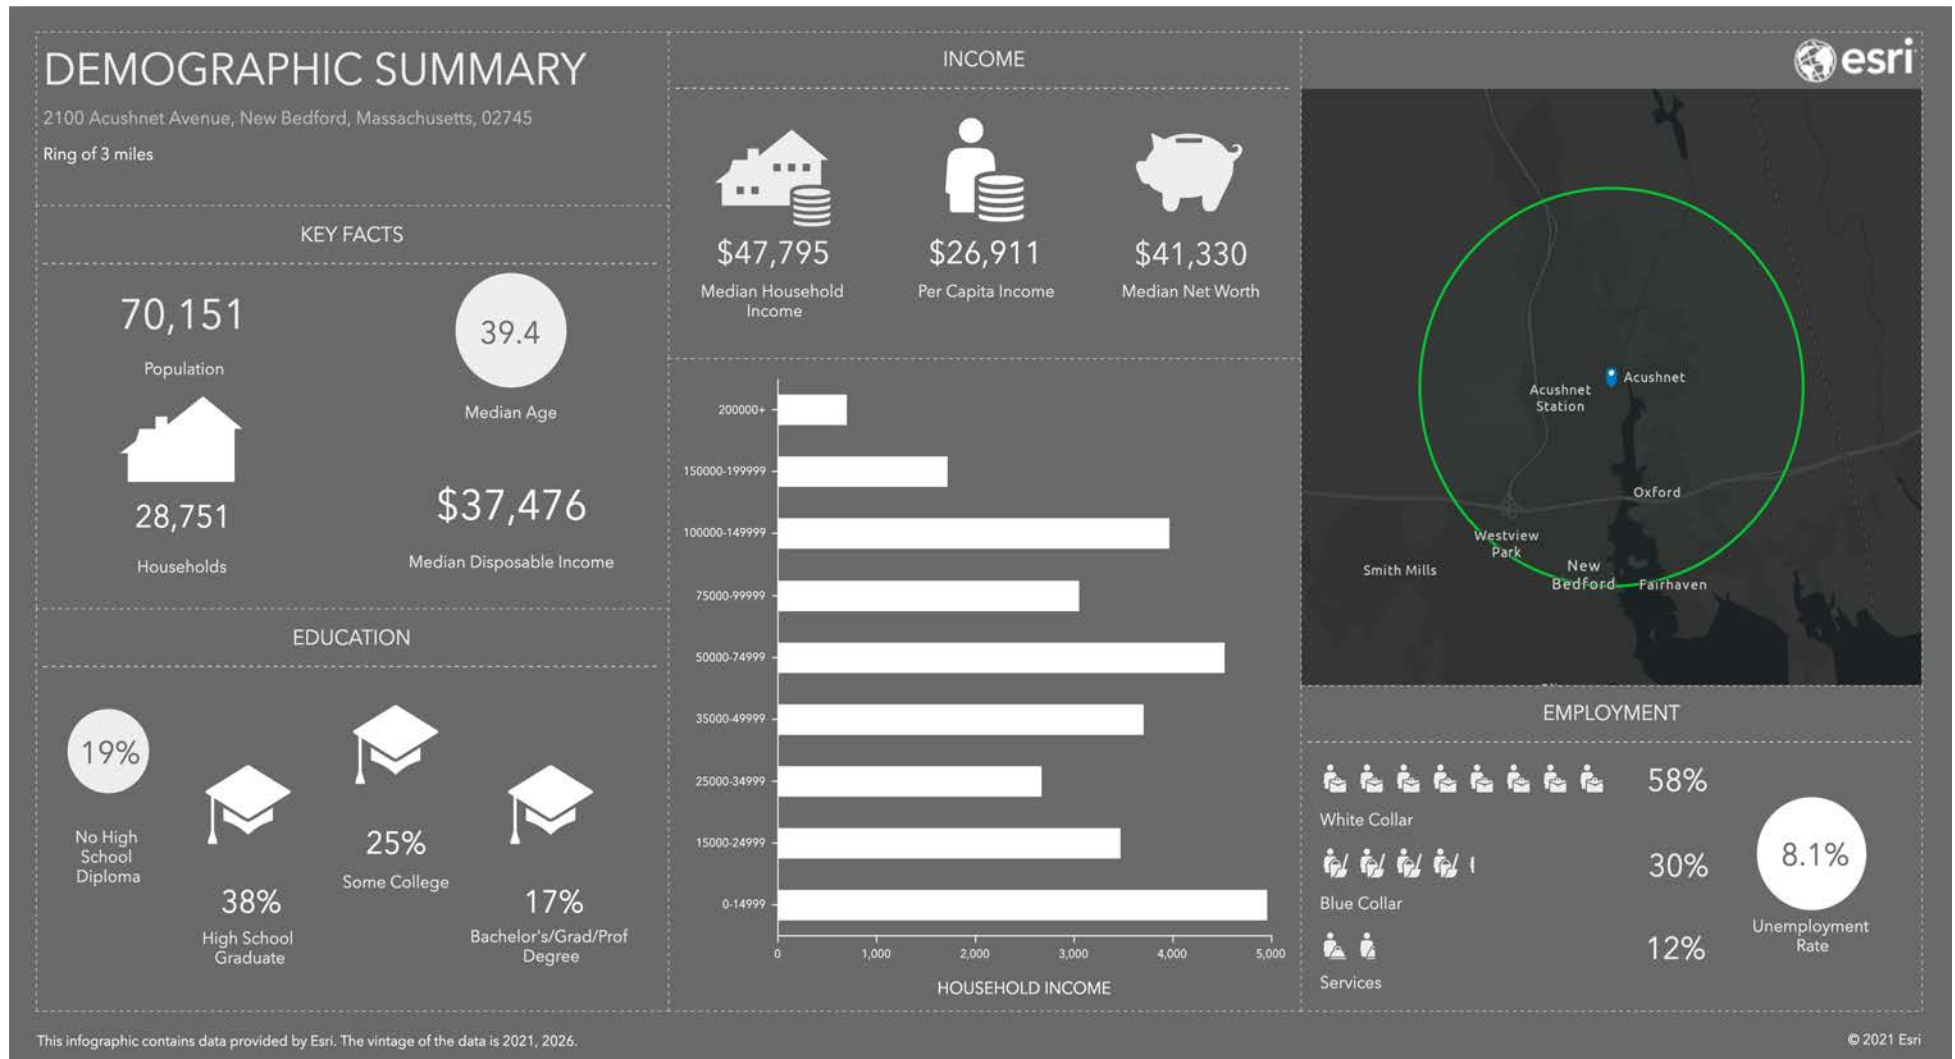 DEMOGRAPHIC SUMMARY
2100 Acushnet Avenue, New Bedford, Massachusetts, 02745
Ring of 3 miles
KEY FACTS
70,151
Population
39.4
Median Age
28,751
Households
$37,476
Median Disposable Income
EDUCATION
19%
No High
School
Diploma
38%
High School
Graduate
25%
Some College
17%
Bachelor's/Grad/Prof
Degree
INCOME
$47,795
Median Household
Income
$26,911
Per Capita Income
$41,330
Median Net Worth
200000+
150000-199999
100000-149999
75000-99999
50000-74999
35000-49999
25000-34999
15000-24999
0-14999
0
1,000
2,000
3,000
4,000
5,000
HOUSEHOLD INCOME
esri
Acushnet
Acushnet
Station
Oxford
Westview
Park
Smith Mills
New
Bedford
Fairhaven
EMPLOYMENT
58%
White Collar
30%
Blue Collar
12%
Services
8.1%
Unemployment
Rate
This infographic contains data provided by Esri. The vintage of the data is 2021, 2026.
© 2021 Esri